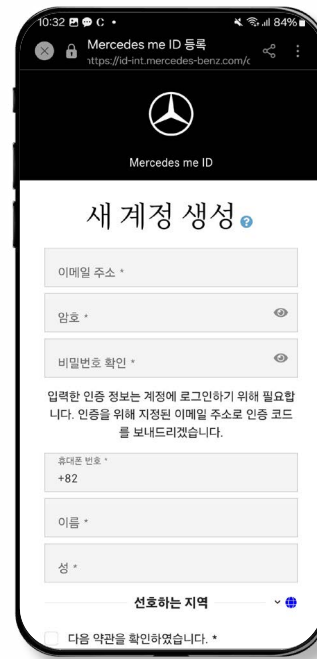 10:32
84%
Mercedes me ID 등록
https://id-int.mercedes-benz.com/c
Mercedes me ID
새 계정 생성
이메일 주소 *
암호 *
비밀번호 확인 *
입력한 인증 정보는 계정에 로그인하기 위해 필요합
니다. 인증을 위해 지정된 이메일 주소로 인증 코드
를 보내드리겠습니다.
휴대폰 번호 *
+82
이름 *
성 *
선호하는 지역
다음 약관을 확인하였습니다. *